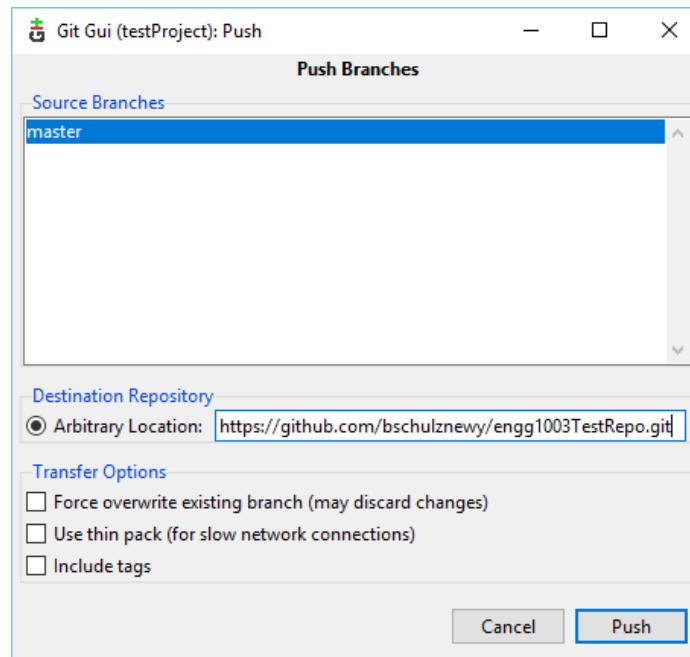 Git Gui (testProject): Push
Push Branches
Source Branches
master
Destination Repository
Arbitrary Location: https://github.com/bschulznewy/engg1003TestRepo.git
Transfer Options
Force overwrite existing branch (may discard changes)
Use thin pack (for slow network connections)
Include tags
Cancel Push